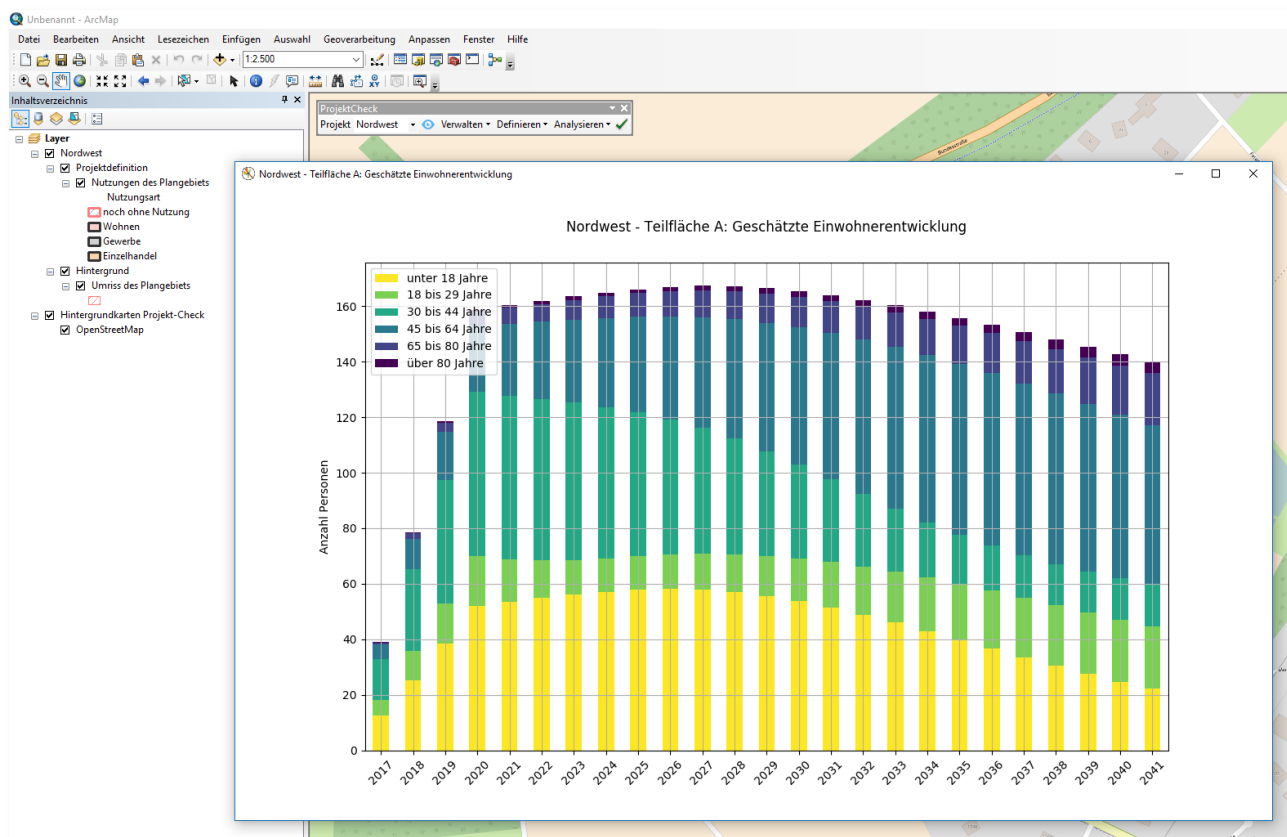 Unbenannt - ArcMap
Datei Bearbeiten Ansicht Lesezeichen Einfügen Auswahl Geoverarbeitung Anpassen Fenster Hilfe
1:2.500
Inhaltsverzeichnis
Layer
Nordwest
Projektdefinition
Nutzungen des Plangebiets
Nutzungsart
noch ohne Nutzung
Wohnen
Gewerbe
Einzelhandel
Hintergrund
Umriss des Plangebiets
Hintergrundkarten Projekt-Check
OpenStreetMap
ProjektCheck
Projekt Nordwest Verwalten Definieren Analysieren
Bundesstraße
Nordwest - Teilfläche A: Geschätzte Einwohnerentwicklung
Nordwest - Teilfläche A: Geschätzte Einwohnerentwicklung
unter 18 Jahre
18 bis 29 Jahre
30 bis 44 Jahre
45 bis 64 Jahre
65 bis 80 Jahre
über 80 Jahre
Anzahl Personen
160
140
120
100
80
60
40
20
0
2017 2018 2019 2020 2021 2022 2023 2024 2025 2026 2027 2028 2029 2030 2031 2032 2033 2034 2035 2036 2037 2038 2039 2040 2041